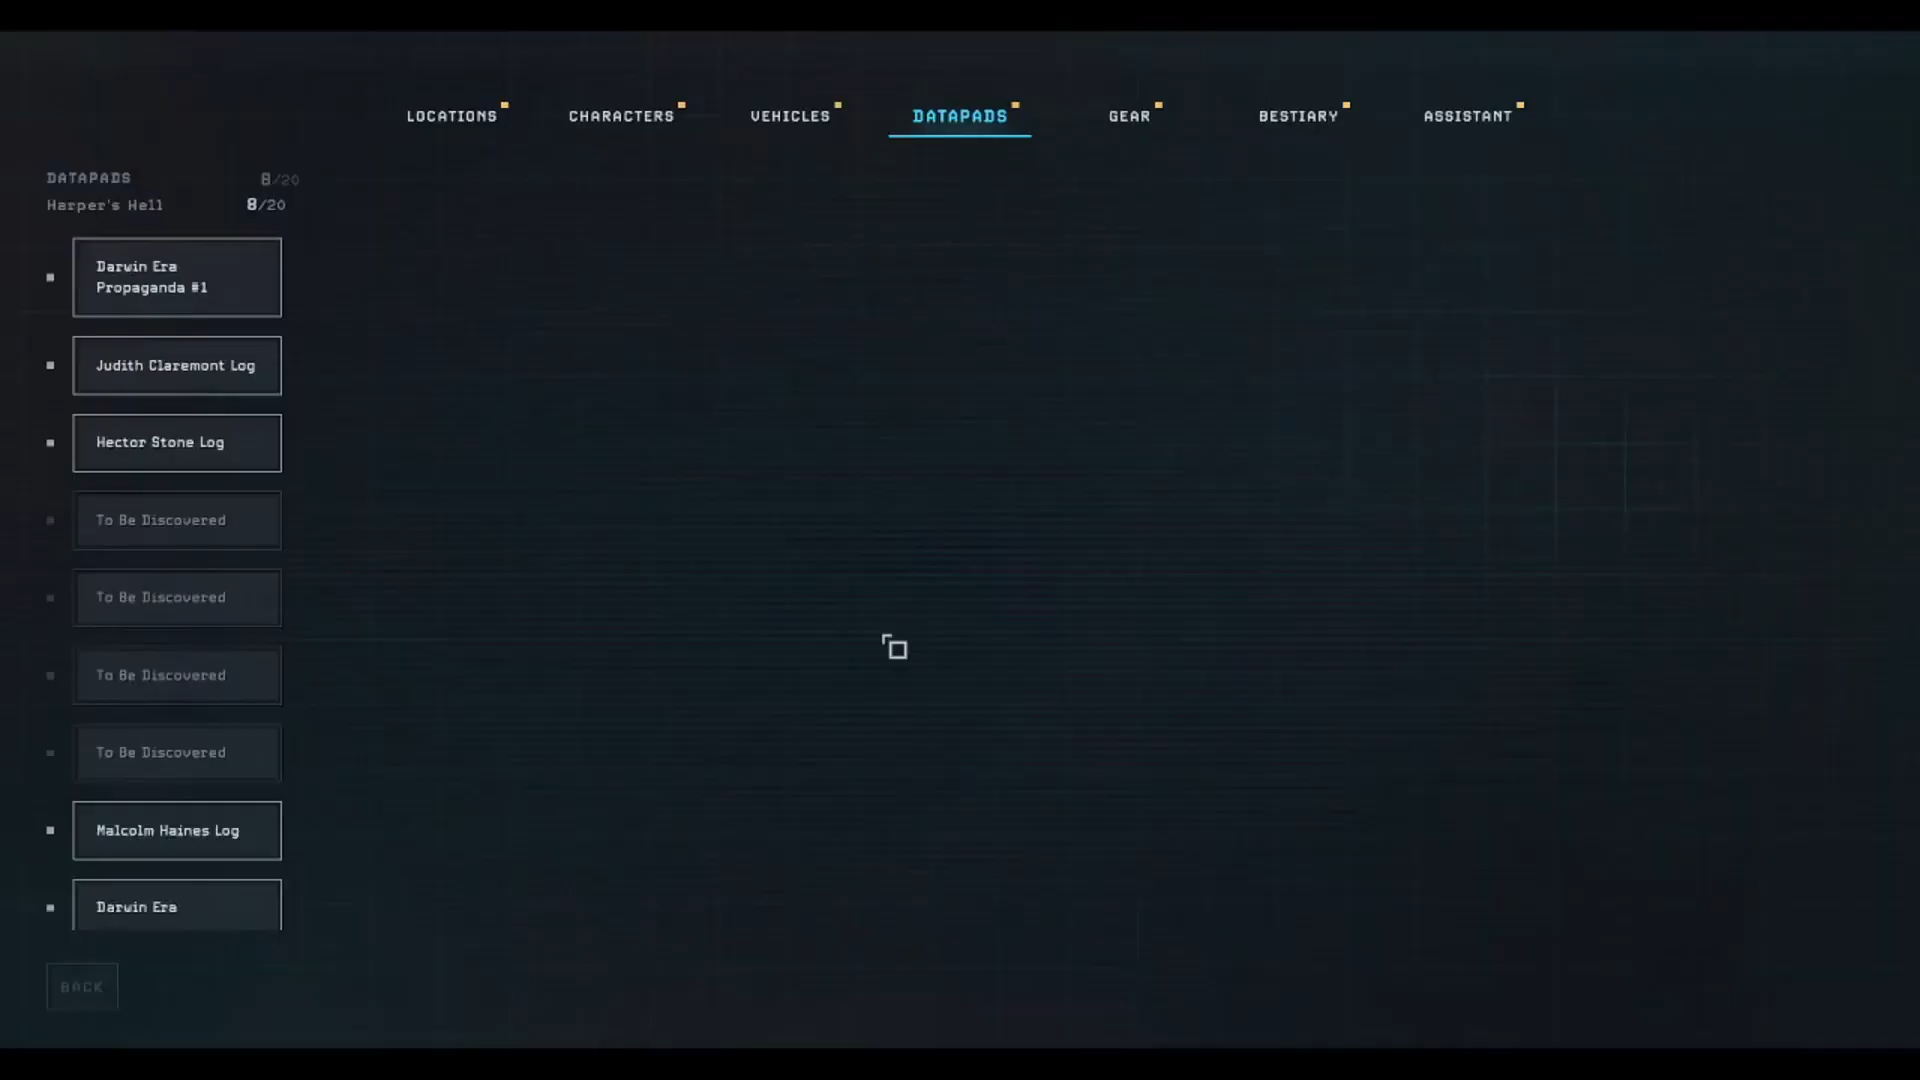 LOCATIONS CHARACTERS VEHICLES DATAPADS GEAR BESTIARY ASSISTANT
DATAPADS 8/20
Harper's Hell 8/20
Darwin Era
Propaganda #1
Judith Claremont Log
Hector Stone Log
To Be Discovered
To Be Discovered
To Be Discovered
To Be Discovered
Malcolm Haines Log
Darwin Era
BACK